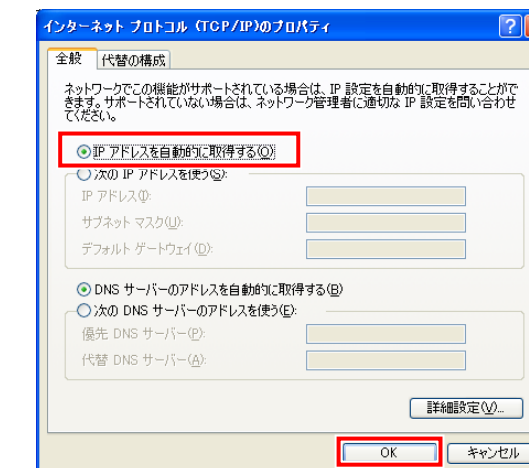 インターネット プロトコル (TCP/IP)のプロパティ
?
全般
代替の構成
ネットワークでこの機能がサポートされている場合は、IP 設定を自動的に取得することがで
きます。サポートされていない場合は、ネットワーク管理者に適切な IP 設定を問い合わせ
てください。
IP アドレスを自動的に取得する(O)
次の IP アドレスを使う(S):
IP アドレス(I):
サブネット マスク(U):
デフォルト ゲートウェイ(D):
DNS サーバーのアドレスを自動的に取得する(B)
次の DNS サーバーのアドレスを使う(E):
優先 DNS サーバー(P):
代替 DNS サーバー(A):
詳細設定(V)...
OK
キャンセル